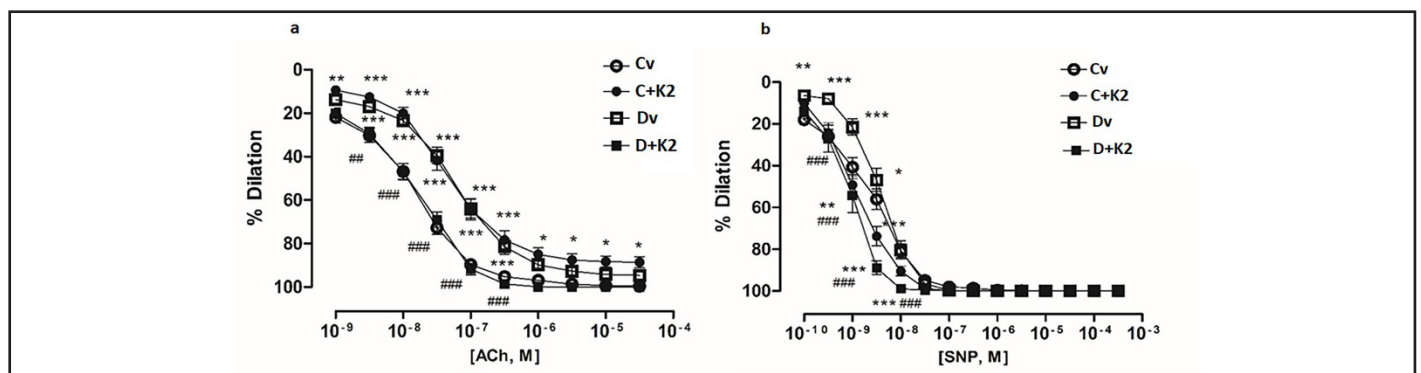 a
% Dilation
0
20
40
60
80
100
** *** ***
*** *** ***
## *** ***
### *** ***
### *** * * * *
### ***
###
10-9 10-8 10-7 10-6 10-5 10-4
[ACh, M]
Cv
C+K2
Dv
D+K2
b
% Dilation
0
20
40
60
80
100
** ***
***
### *
**
### ***
***
###
*** ###
10-10 10-9 10-8 10-7 10-6 10-5 10-4 10-3
[SNP, M]
Cv
C+K2
Dv
D+K2